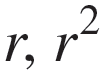 r, r²